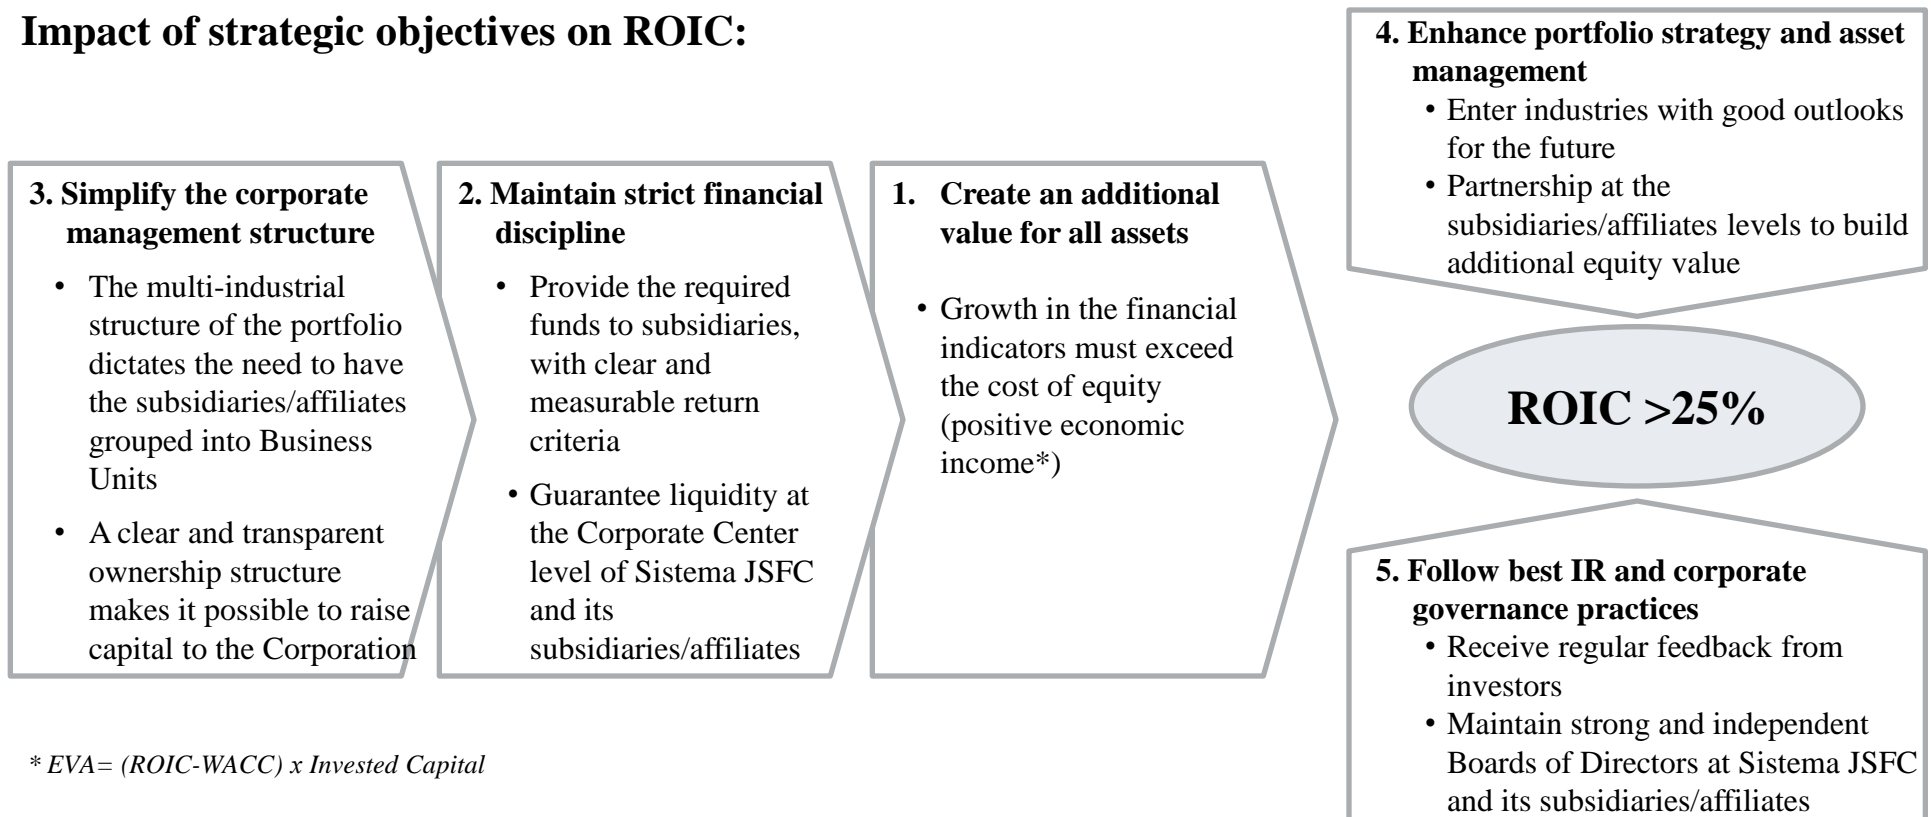 Impact of strategic objectives on ROIC:
3. Simplify the corporate
management structure
• The multi-industrial
structure of the portfolio
dictates the need to have
the subsidiaries/affiliates
grouped into Business
Units
• A clear and transparent
ownership structure
makes it possible to raise
capital to the Corporation
2. Maintain strict financial
discipline
• Provide the required
funds to subsidiaries,
with clear and
measurable return
criteria
• Guarantee liquidity at
the Corporate Center
level of Sistema JSFC
and its
subsidiaries/affiliates
1. Create an additional
value for all assets
• Growth in the financial
indicators must exceed
the cost of equity
(positive economic
income*)
4. Enhance portfolio strategy and asset
management
• Enter industries with good outlooks
for the future
• Partnership at the
subsidiaries/affiliates levels to build
additional equity value
ROIC >25%
5. Follow best IR and corporate
governance practices
• Receive regular feedback from
investors
• Maintain strong and independent
Boards of Directors at Sistema JSFC
and its subsidiaries/affiliates
* EVA= (ROIC-WACC) x Invested Capital